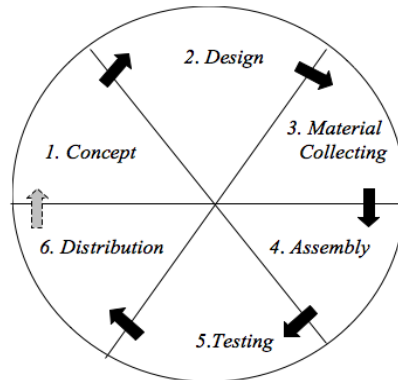 1. Concept
2. Design
3. Material
Collecting
4. Assembly
5.Testing
6. Distribution